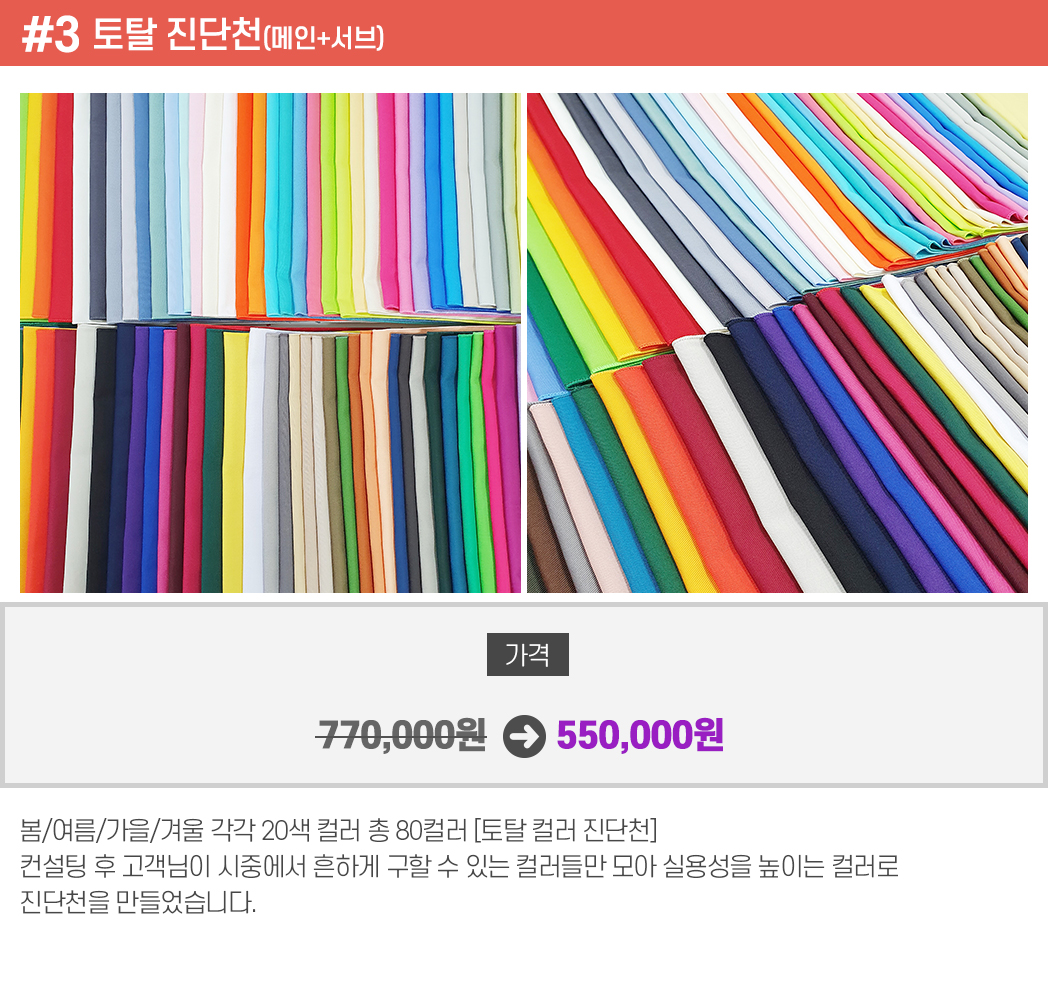 #3 토탈 진단천(메인+서브)
가격
770,000원 → 550,000원
봄/여름/가을/겨울 각각 20색 컬러 총 80컬러 [토탈 컬러 진단천]
컨설팅 후 고객님이 시중에서 흔하게 구할 수 있는 컬러들만 모아 실용성을 높이는 컬러로
진단천을 만들었습니다.